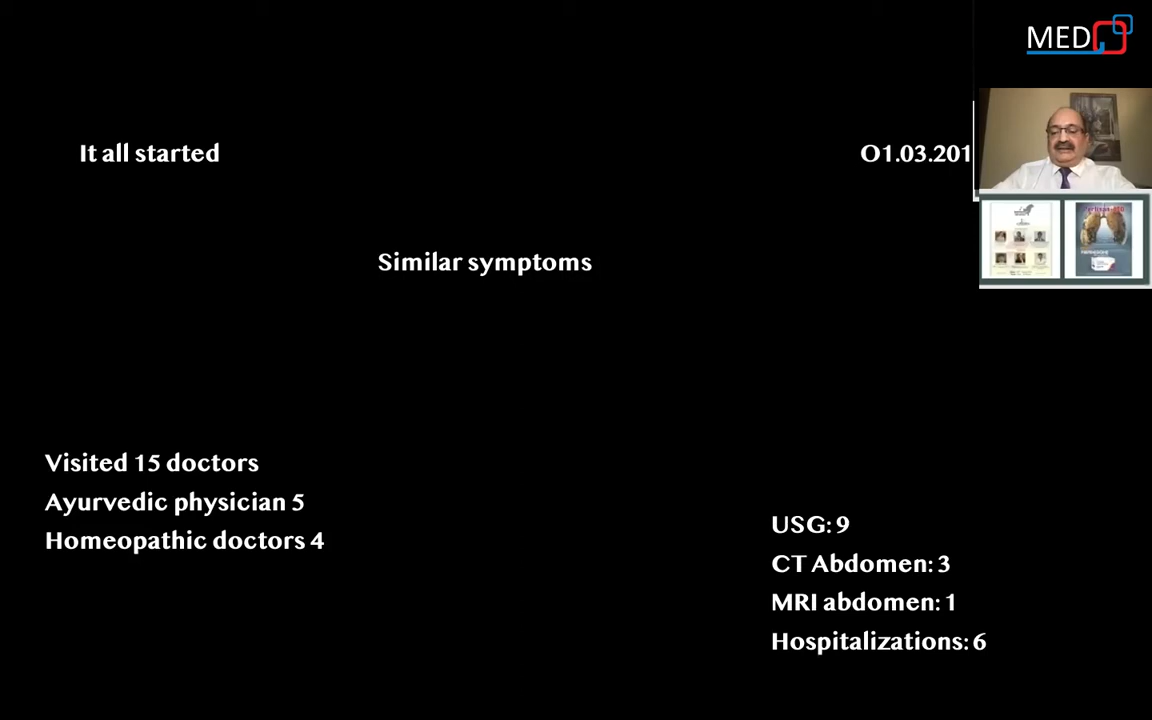 MED
It all started
O1.03.201
Similar symptoms
Visited 15 doctors
Ayurvedic physician 5
Homeopathic doctors 4
USG: 9
CT Abdomen: 3
MRI abdomen: 1
Hospitalizations: 6